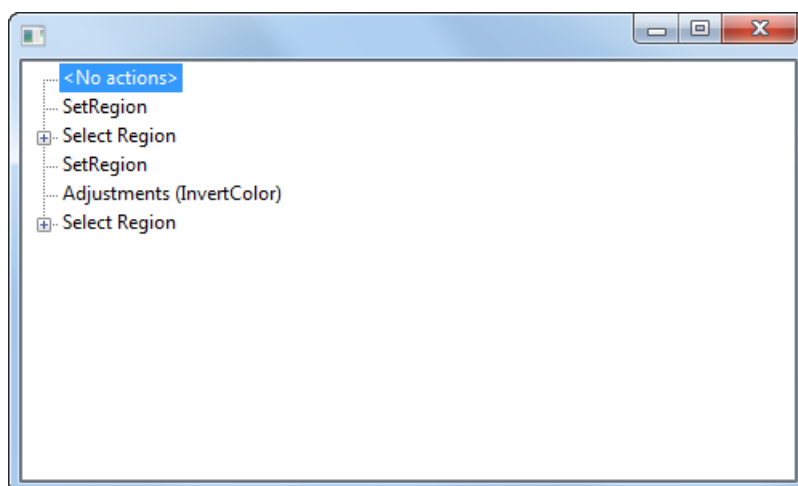 <No actions>
SetRegion
Select Region
SetRegion
Adjustments (InvertColor)
Select Region